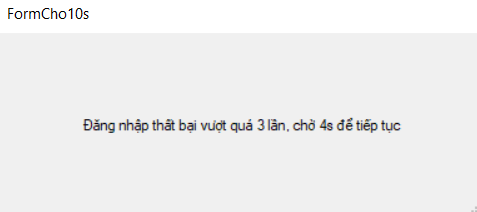 FormCho10s
Đăng nhập thất bại vượt quá 3 lần, chờ 4s để tiếp tục